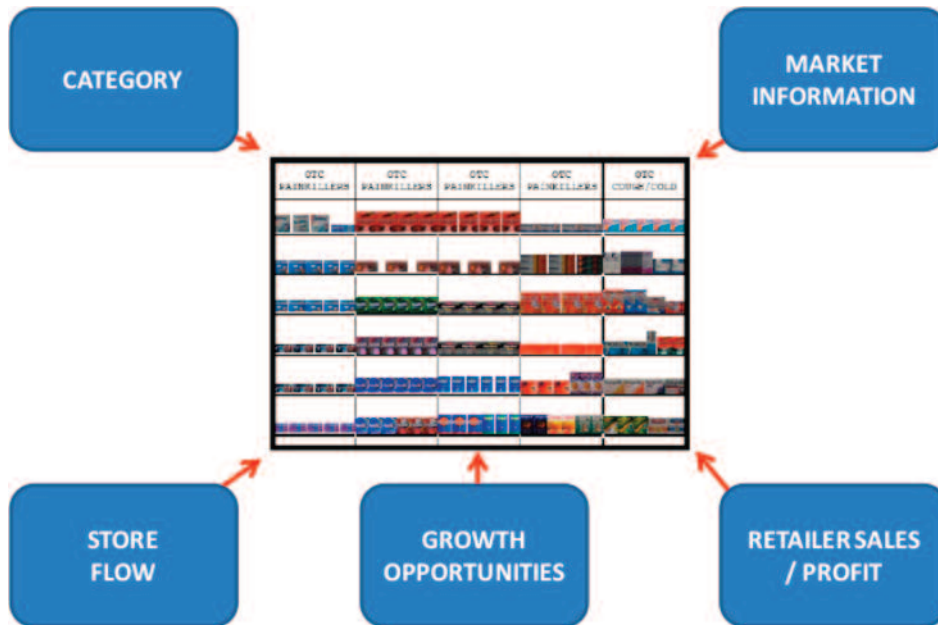 CATEGORY
MARKET
INFORMATION
OTC
PAINKILLERS
OTC
PAINKILLERS
OTC
PAINKILLERS
OTC
PAINKILLERS
OTC
COUGH/COLD
STORE
FLOW
GROWTH
OPPORTUNITIES
RETAILER SALES
/ PROFIT